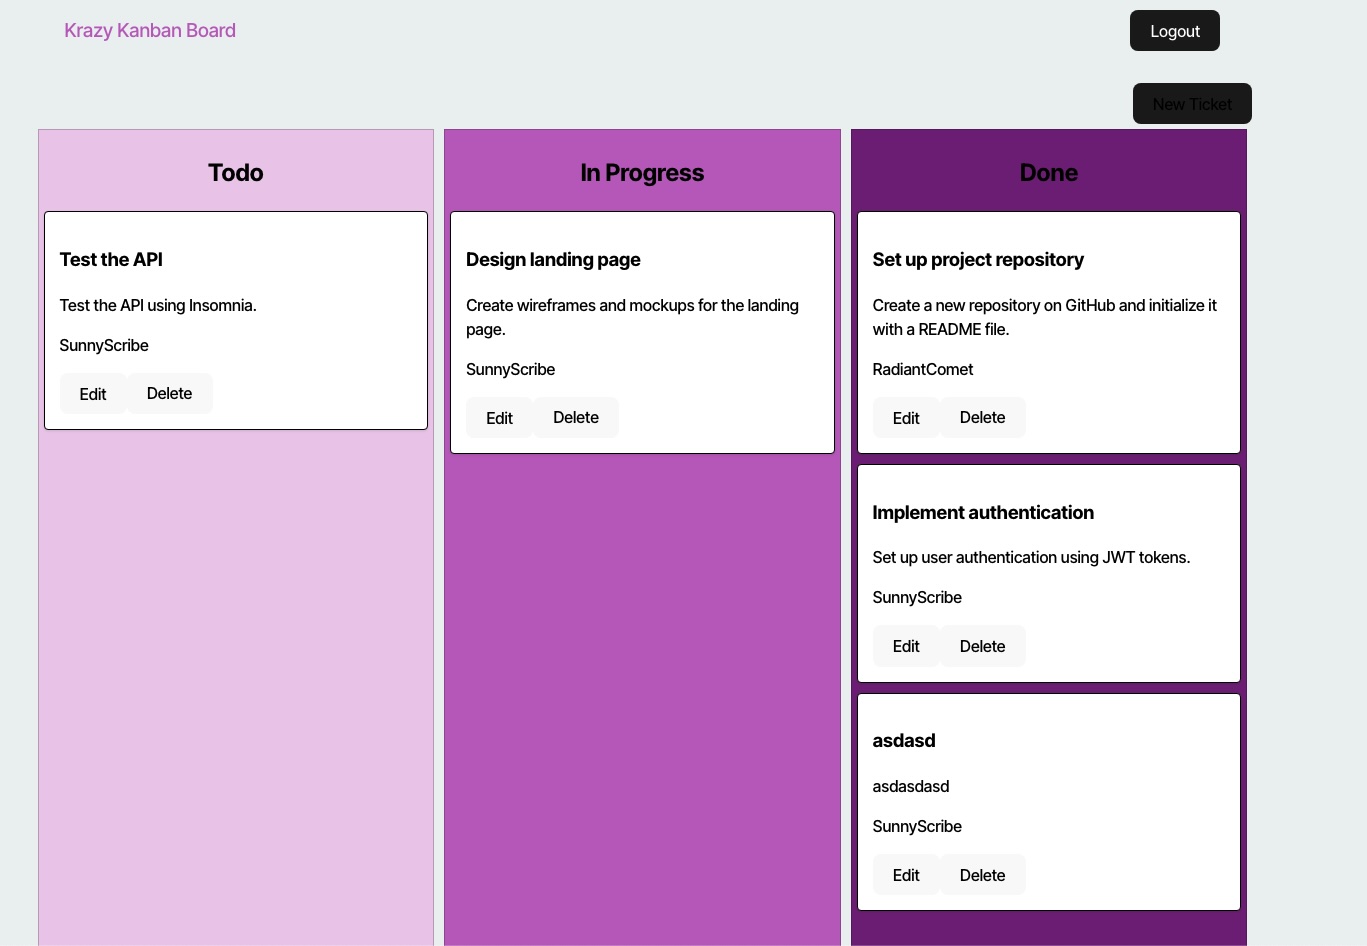 Krazy Kanban Board
Logout
New Ticket
Todo
Test the API
Test the API using Insomnia.
SunnyScribe
Edit
Delete
In Progress
Design landing page
Create wireframes and mockups for the landing
page.
SunnyScribe
Edit
Delete
Done
Set up project repository
Create a new repository on GitHub and initialize it
with a README file.
RadiantComet
Edit
Delete
Implement authentication
Set up user authentication using JWT tokens.
SunnyScribe
Edit
Delete
asdasd
asdasdasd
SunnyScribe
Edit
Delete